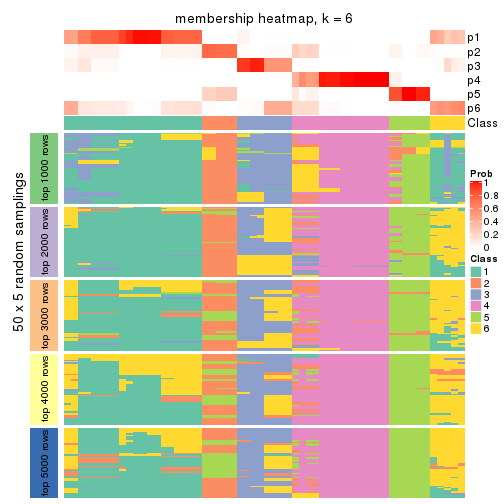 membership heatmap, k = 6
p1
p2
p3
p4
p5
p6
Class
50 x 5 random samplings
top 1000 rows
top 2000 rows
top 3000 rows
top 4000 rows
top 5000 rows
Prob
1
0.8
0.6
0.4
0.2
0
Class
1
2
3
4
5
6